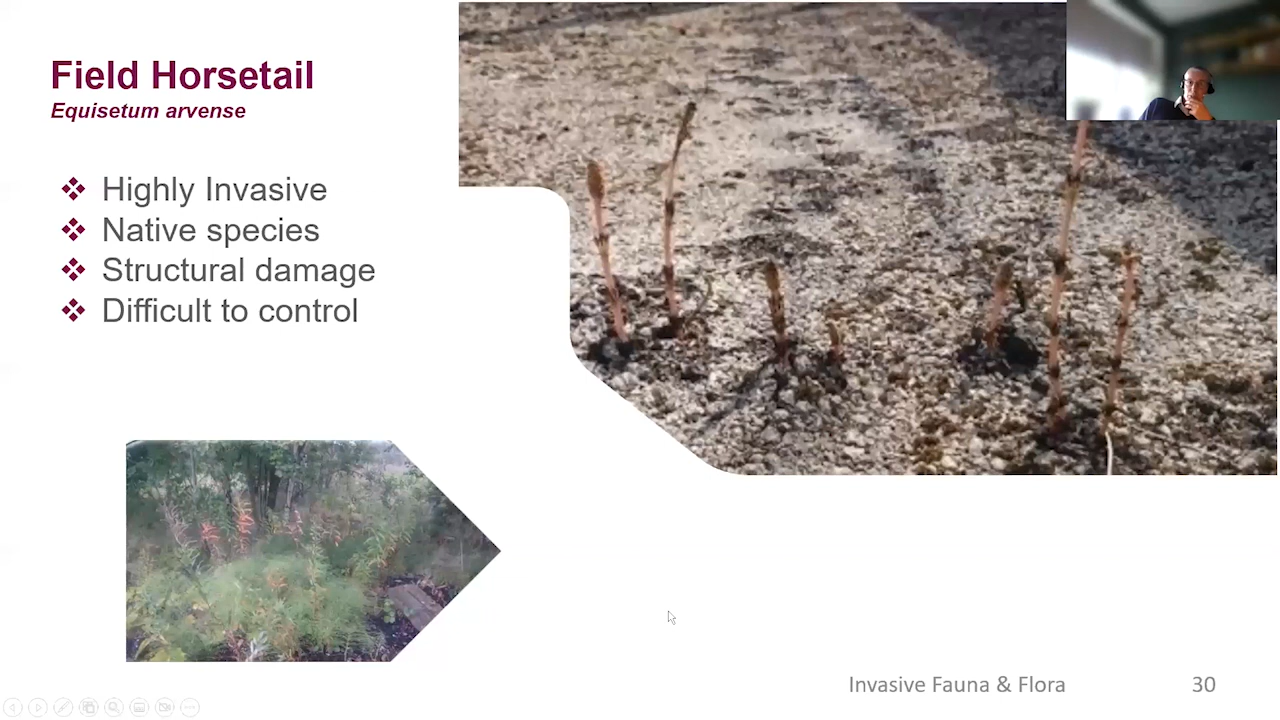 Field Horsetail
Equisetum arvense
Highly Invasive
Native species
Structural damage
Difficult to control
Invasive Fauna & Flora
30